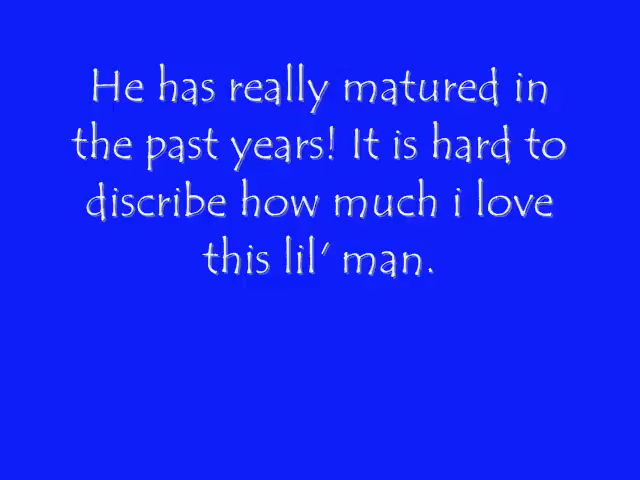 He has really matured in
the past years! It is hard to
discribe how much i love
this lil' man.